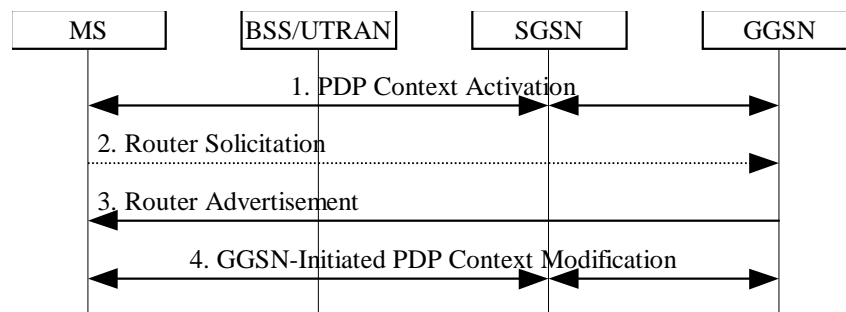 MS BSS/UTRAN SGSN GGSN
1. PDP Context Activation
2. Router Solicitation
3. Router Advertisement
4. GGSN-Initiated PDP Context Modification